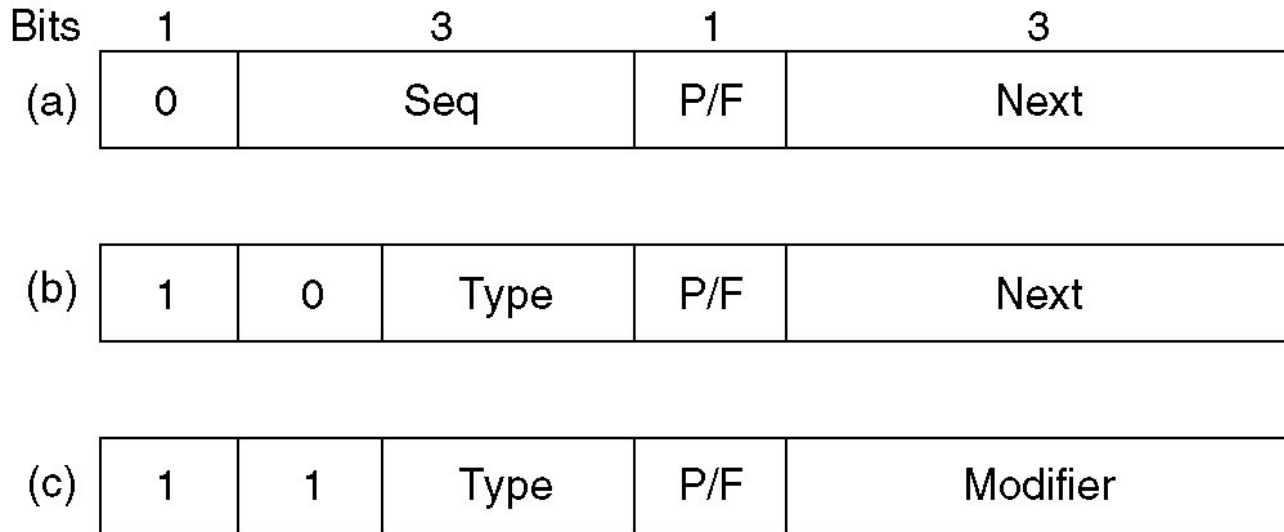 Bits 1 3 1 3
(a) 0 Seq P/F Next
(b) 1 0 Type P/F Next
(c) 1 1 Type P/F Modifier